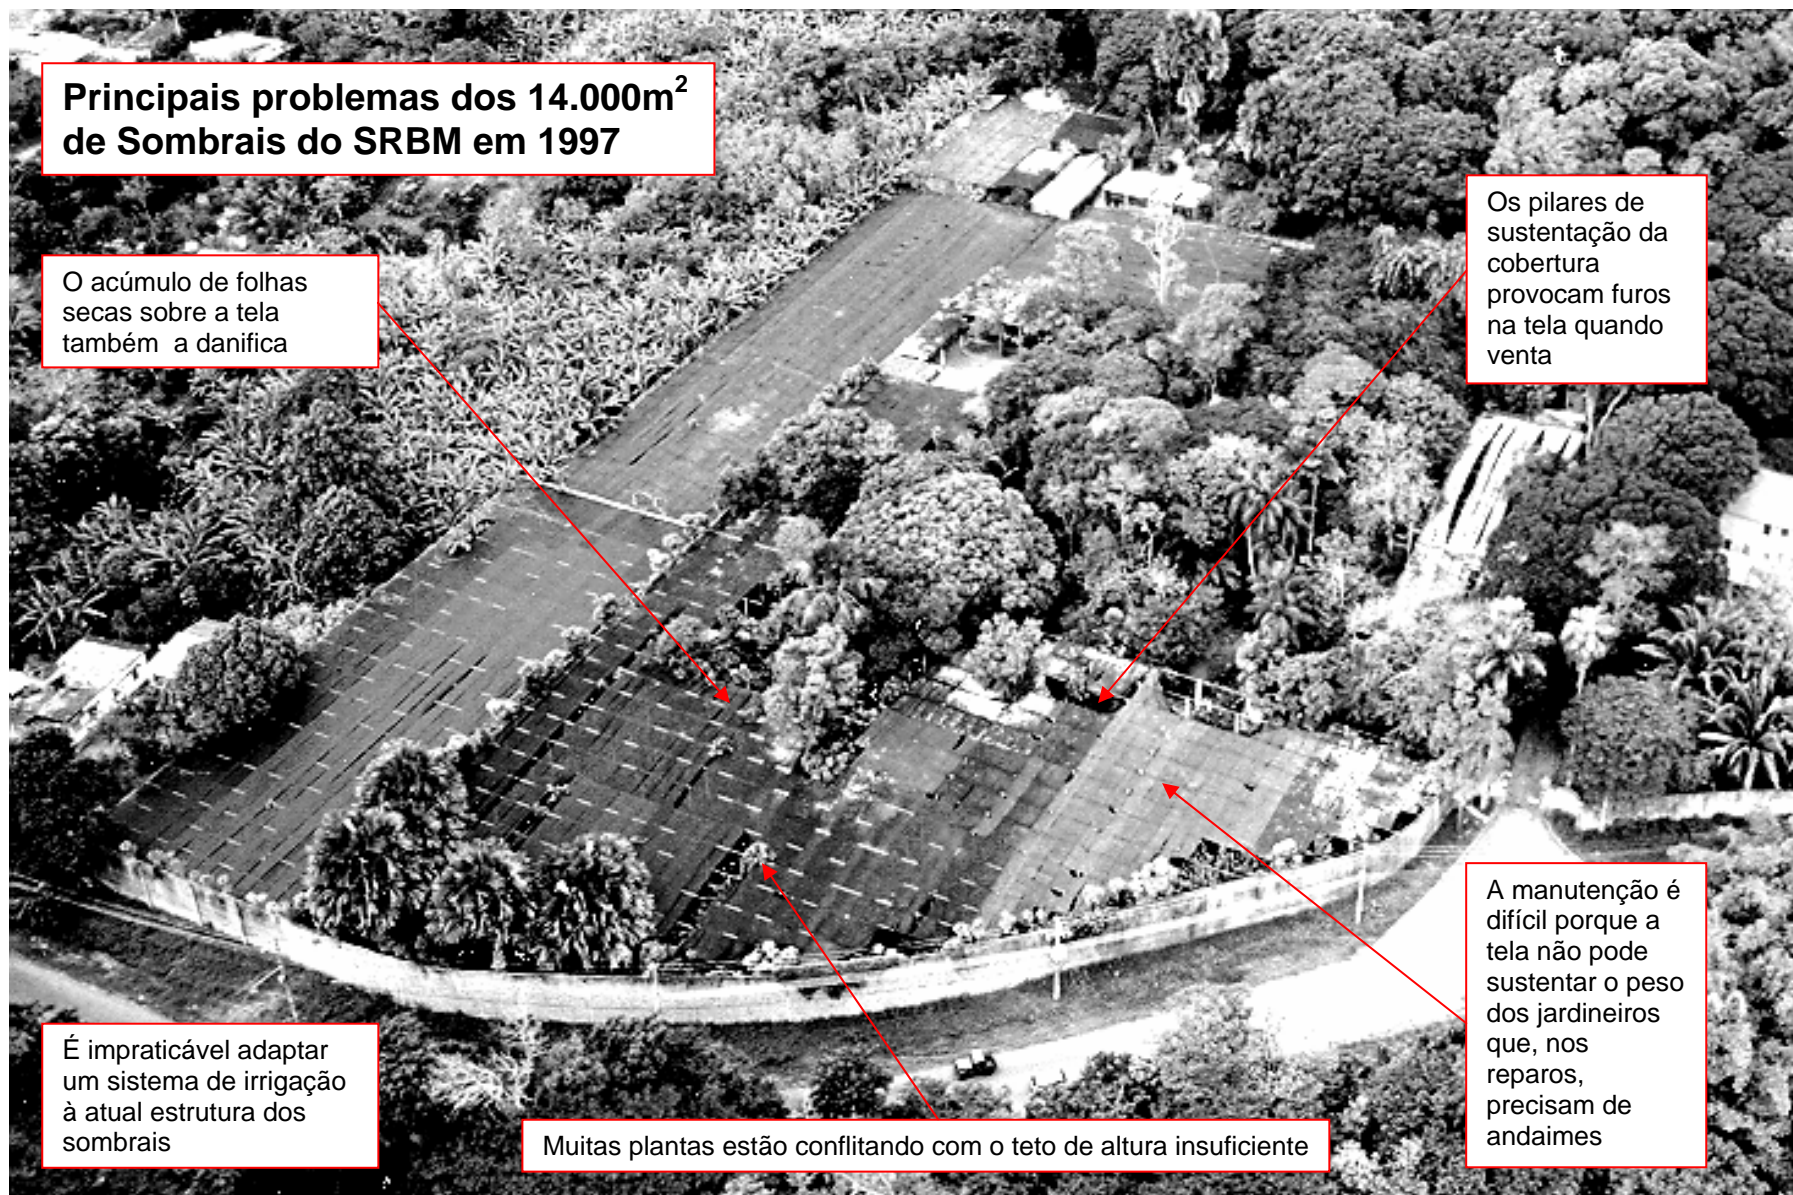 Principais problemas dos 14.000m²
de Sombrais do SRBM em 1997
Os pilares de
sustentação da
cobertura
provocam furos
na tela quando
venta
O acúmulo de folhas
secas sobre a tela
também  a danifica
A manutenção é
difícil porque a
tela não pode
sustentar o peso
dos jardineiros
que, nos
reparos,
precisam de
andaimes
É impraticável adaptar
um sistema de irrigação
à atual estrutura dos
sombrais
Muitas plantas estão conflitando com o teto de altura insuficiente